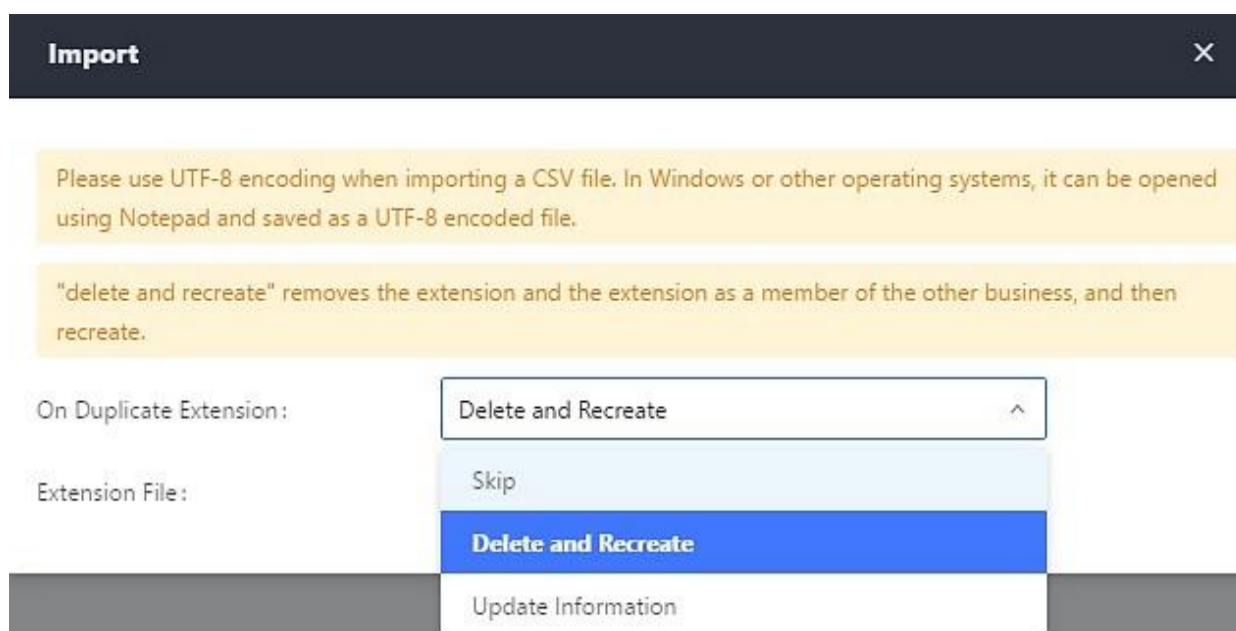 Import
Please use UTF-8 encoding when importing a CSV file. In Windows or other operating systems, it can be opened
using Notepad and saved as a UTF-8 encoded file.
"delete and recreate" removes the extension and the extension as a member of the other business, and then
recreate.
On Duplicate Extension:
Delete and Recreate
Extension File:
Skip
Delete and Recreate
Update Information